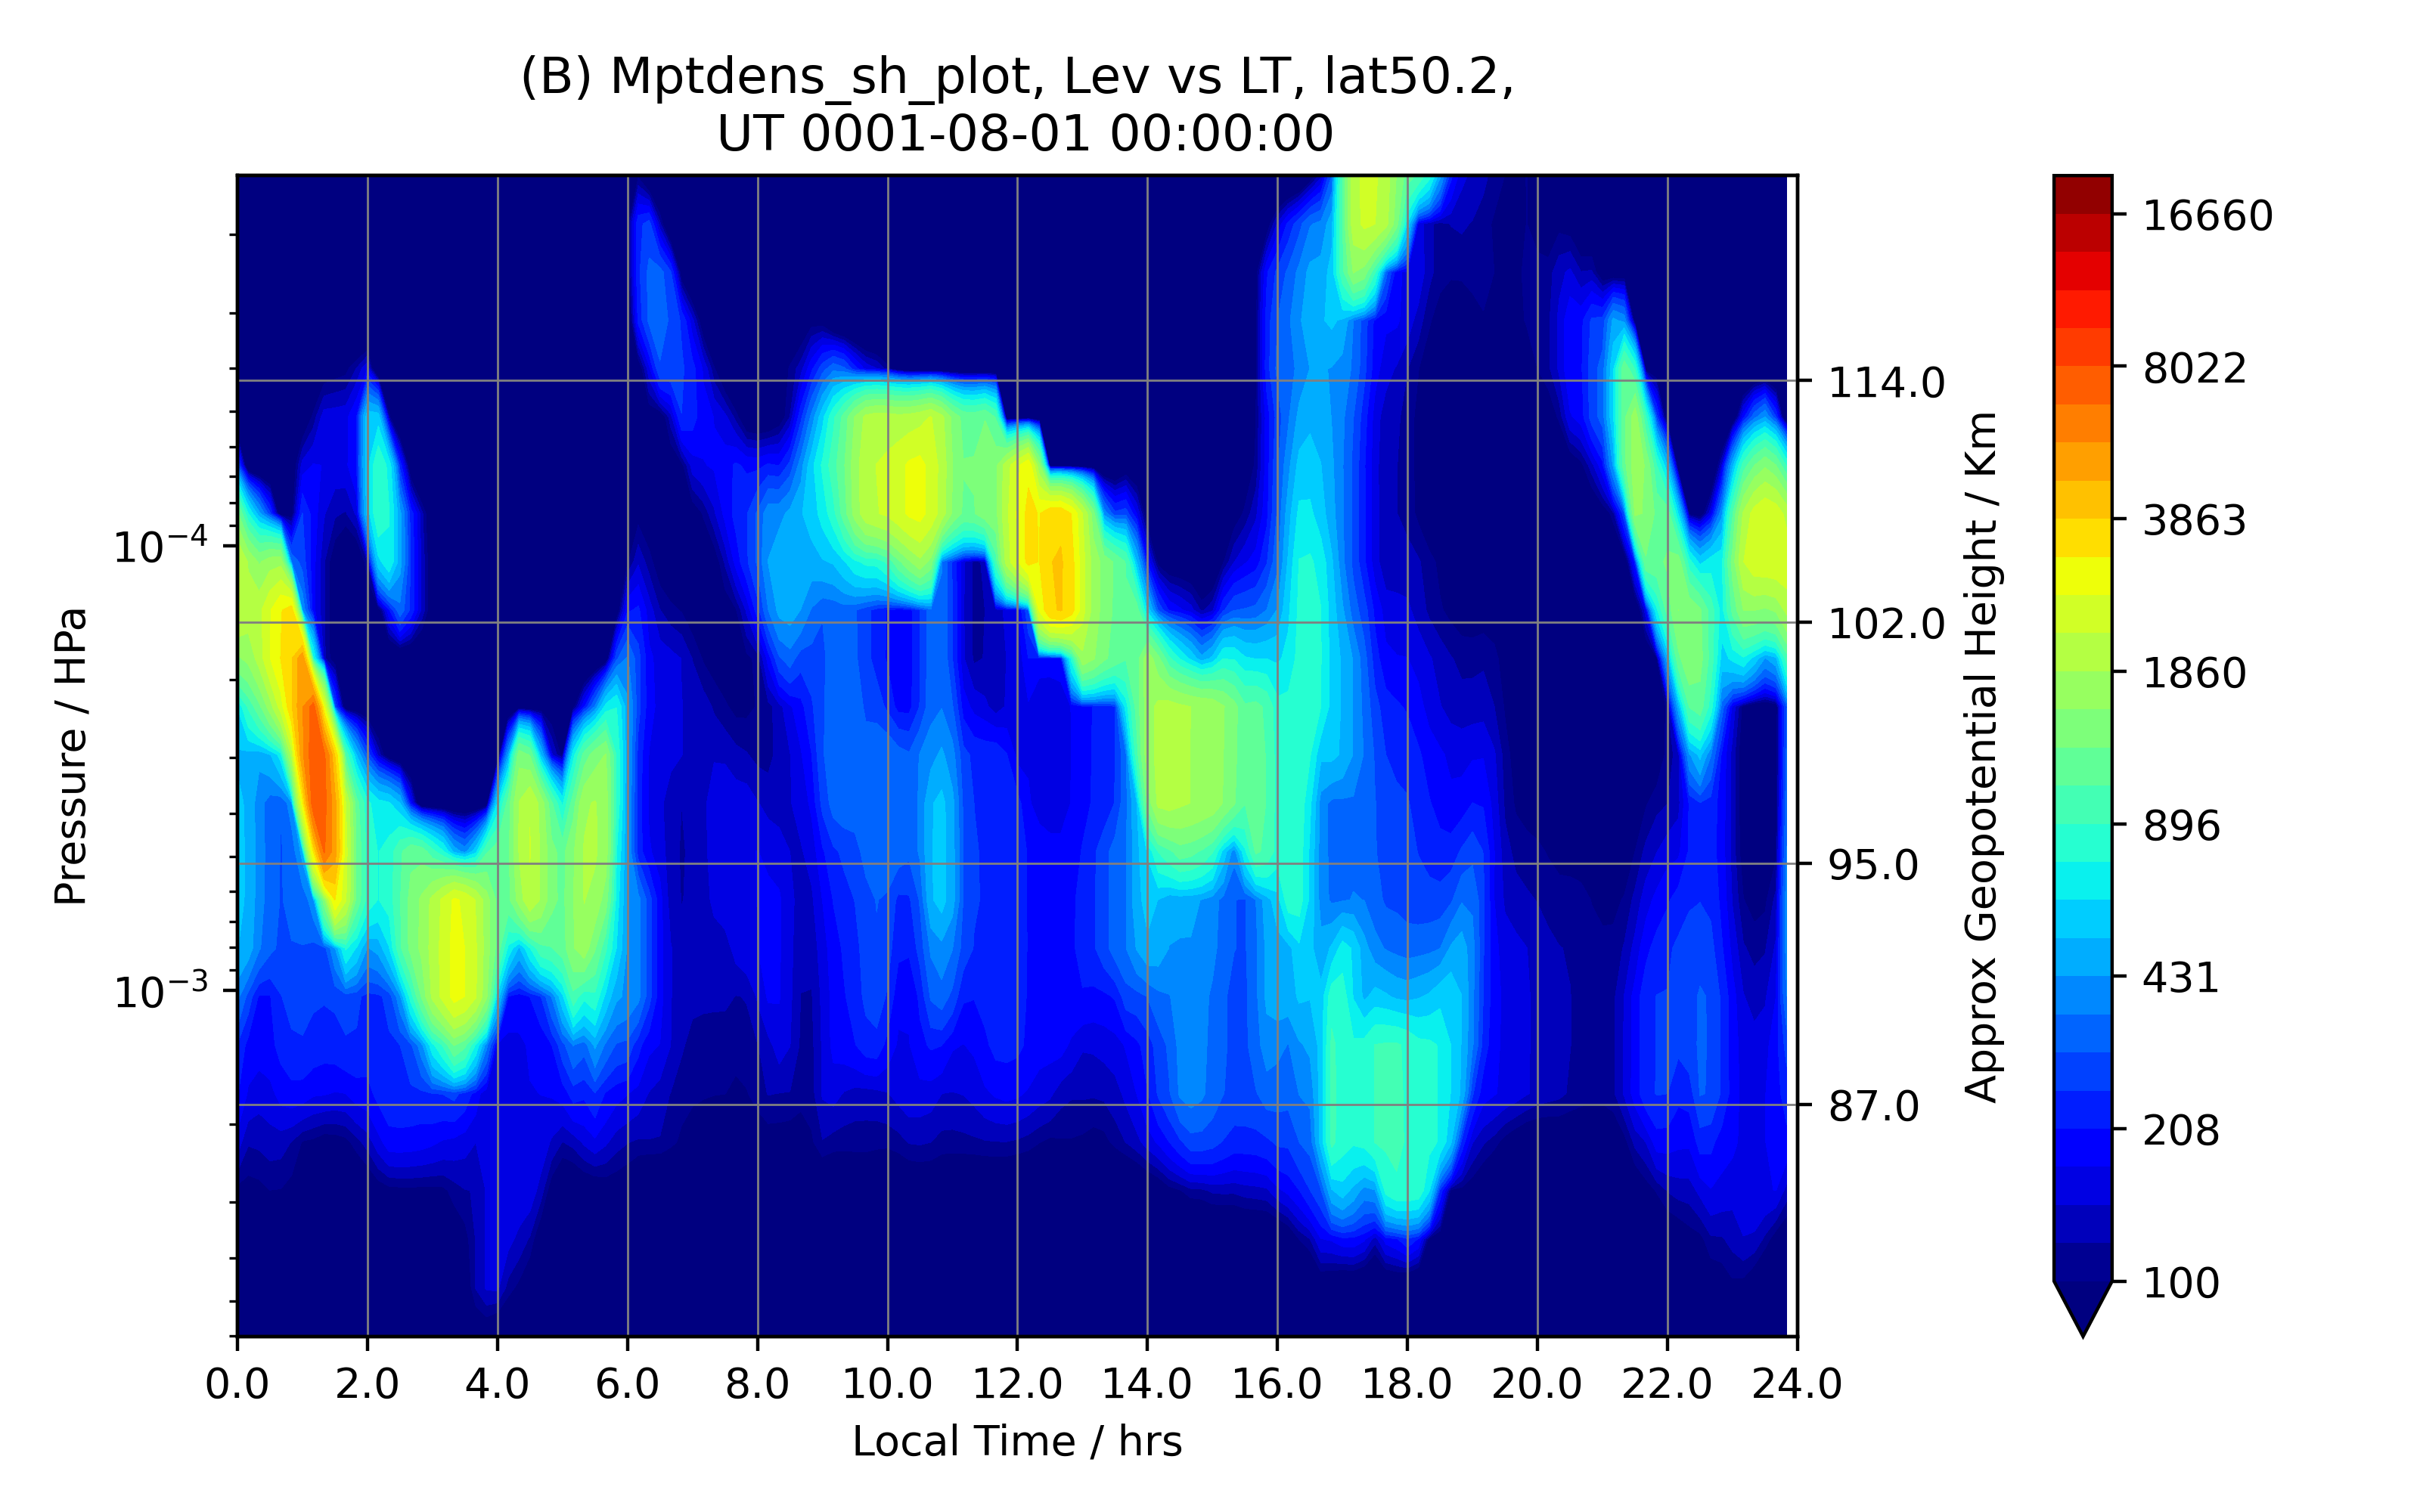 (B) Mptdens_sh_plot, Lev vs LT, lat50.2,
UT 0001-08-01 00:00:00
Pressure / HPa
10⁻⁴
10⁻³
0.0 2.0 4.0 6.0 8.0 10.0 12.0 14.0 16.0 18.0 20.0 22.0 24.0
Local Time / hrs
114.0
102.0
95.0
87.0
Approx Geopotential Height / Km
16660
8022
3863
1860
896
431
208
100